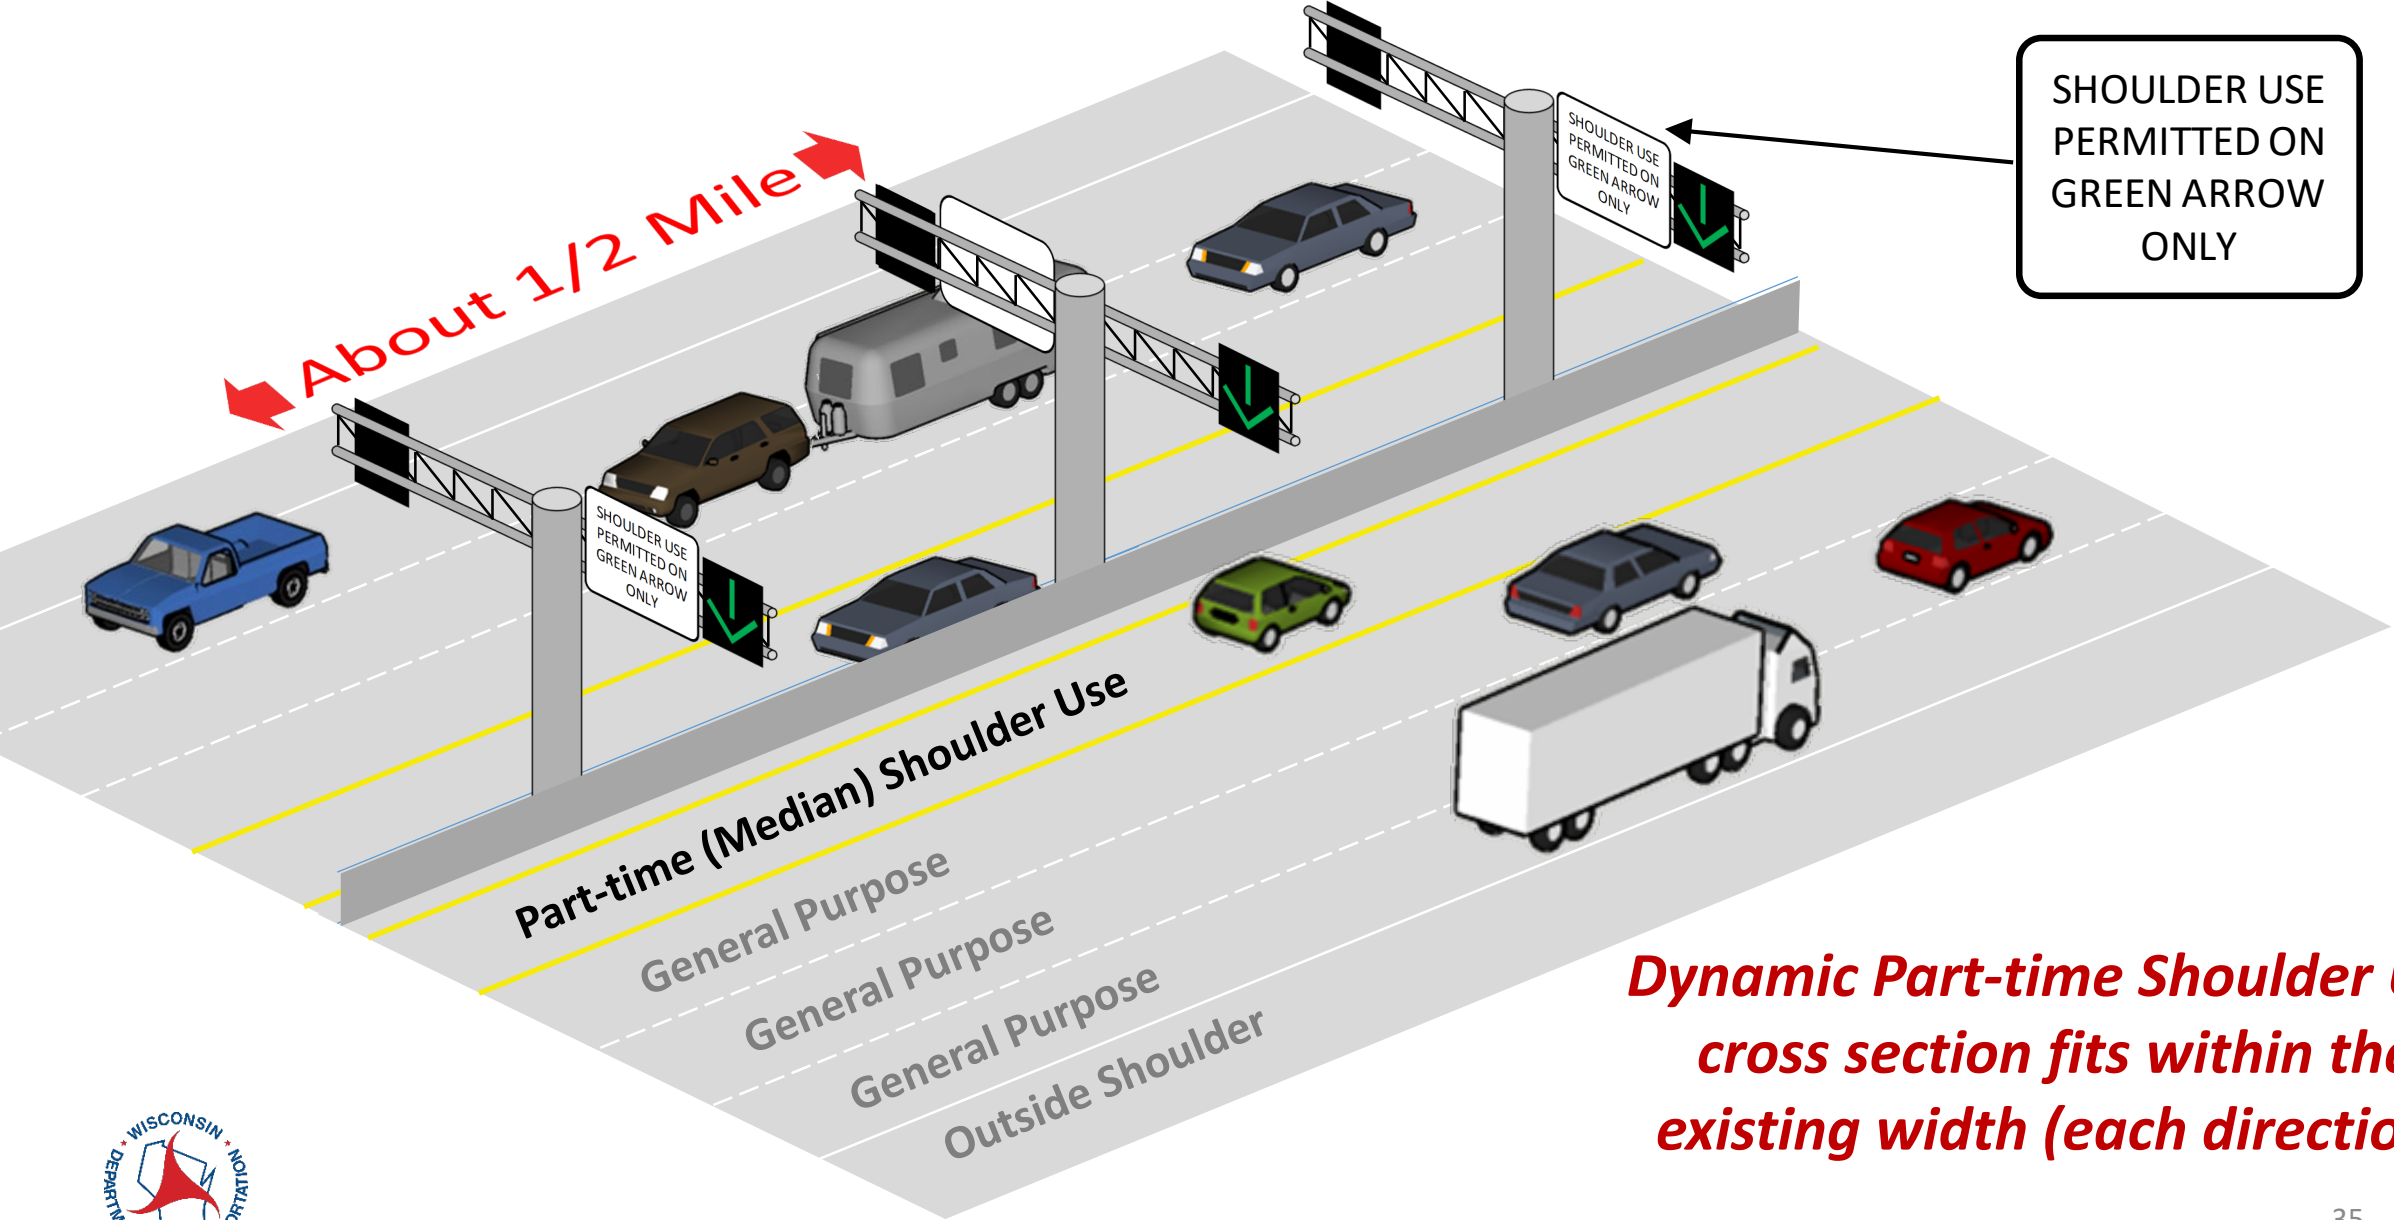 SHOULDER USE
PERMITTED ON
GREEN ARROW
ONLY
SHOULDER USE
PERMITTED ON
GREEN ARROW
ONLY
About 1/2 Mile
SHOULDER USE
PERMITTED ON
GREEN ARROW
ONLY
Part-time (Median) Shoulder Use
General Purpose
General Purpose
General Purpose
Outside Shoulder
Dynamic Part-time Shoulder
cross section fits within
existing width (each
WISCONSIN
35